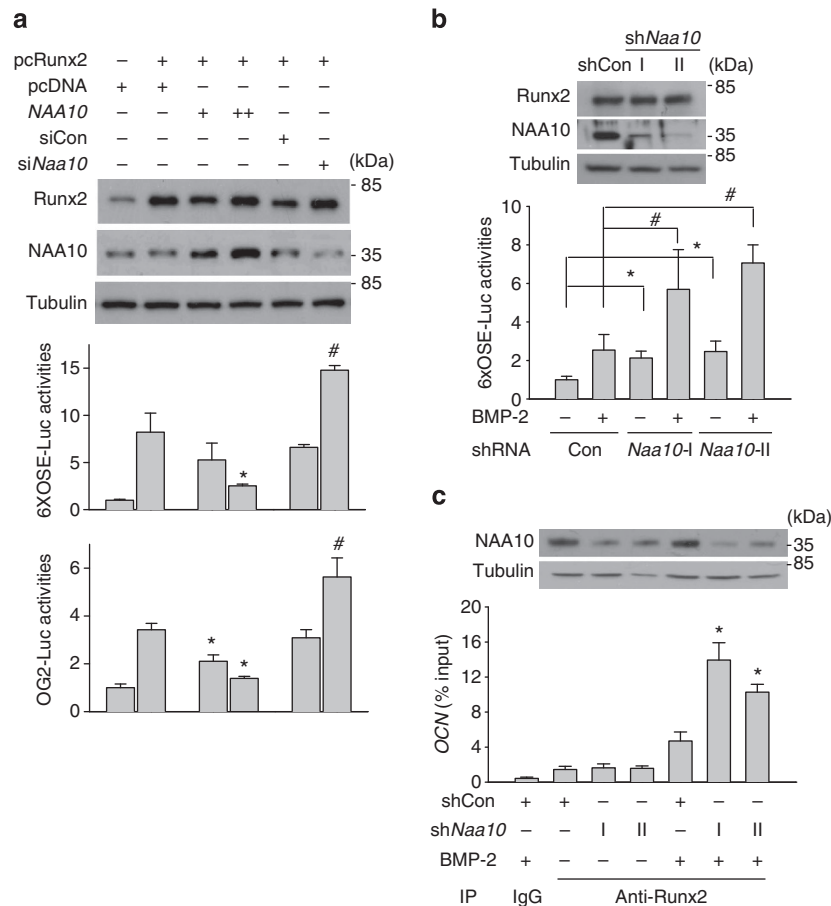 a
pcRunx2 – + + + + +
pcDNA + + – – – –
NAA10 – – + ++ – –
siCon – – – – + –
siNaa10 – – – – – + (kDa)
Runx2 85
NAA10 35
85
Tubulin
6XOSE-Luc activities
15
10
5
0
* #
OG2-Luc activities
6
4
2
0
* * #
b
shNaa10
shCon I II (kDa)
Runx2 85
NAA10 35
85
Tubulin
6xOSE-Luc activities
10
8
6
4
2
0
#
#
*
*
BMP-2 – + – + – +
shRNA Con Naa10-I Naa10-II
c
(kDa)
NAA10 35
85
Tubulin
OCN (% input)
20
16
12
8
4
0
* *
shCon + + – – + – –
shNaa10 – – I II – I II
BMP-2 + – – – + + +
IP IgG Anti-Runx2